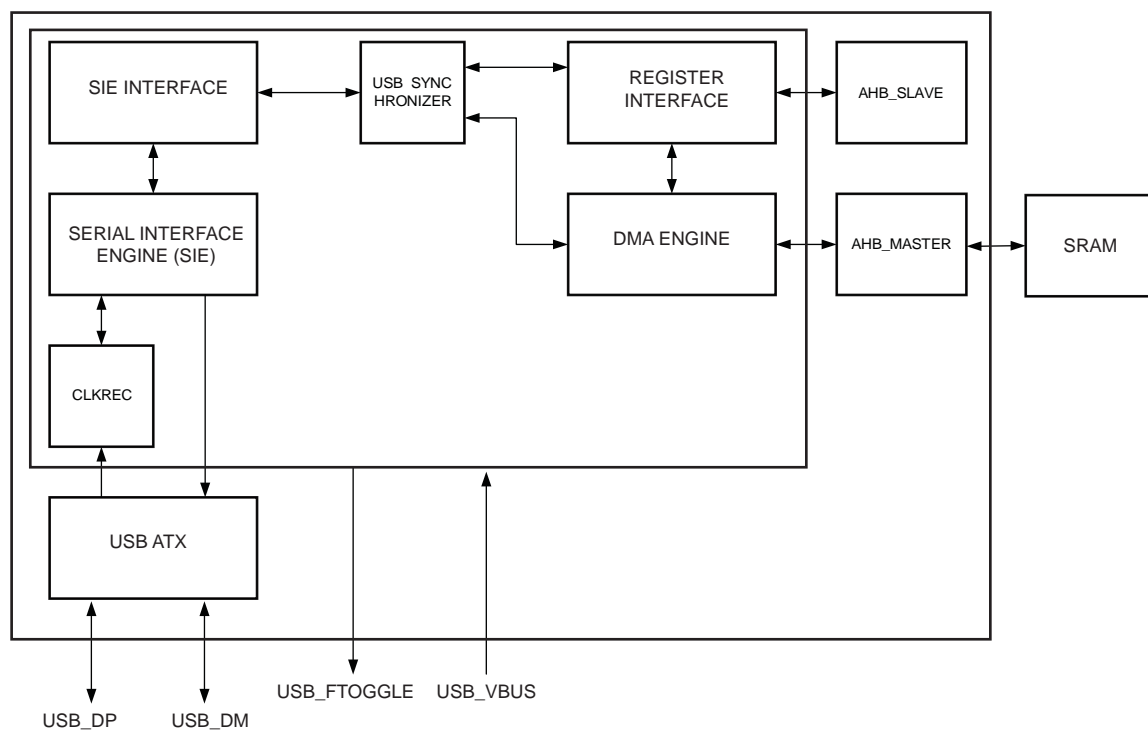 SIE INTERFACE
USB SYNC
HRONIZER
REGISTER
INTERFACE
AHB_SLAVE
SERIAL INTERFACE
ENGINE (SIE)
DMA ENGINE
AHB_MASTER
SRAM
CLKREC
USB ATX
USB_FTOGGLE
USB_VBUS
USB_DP
USB_DM